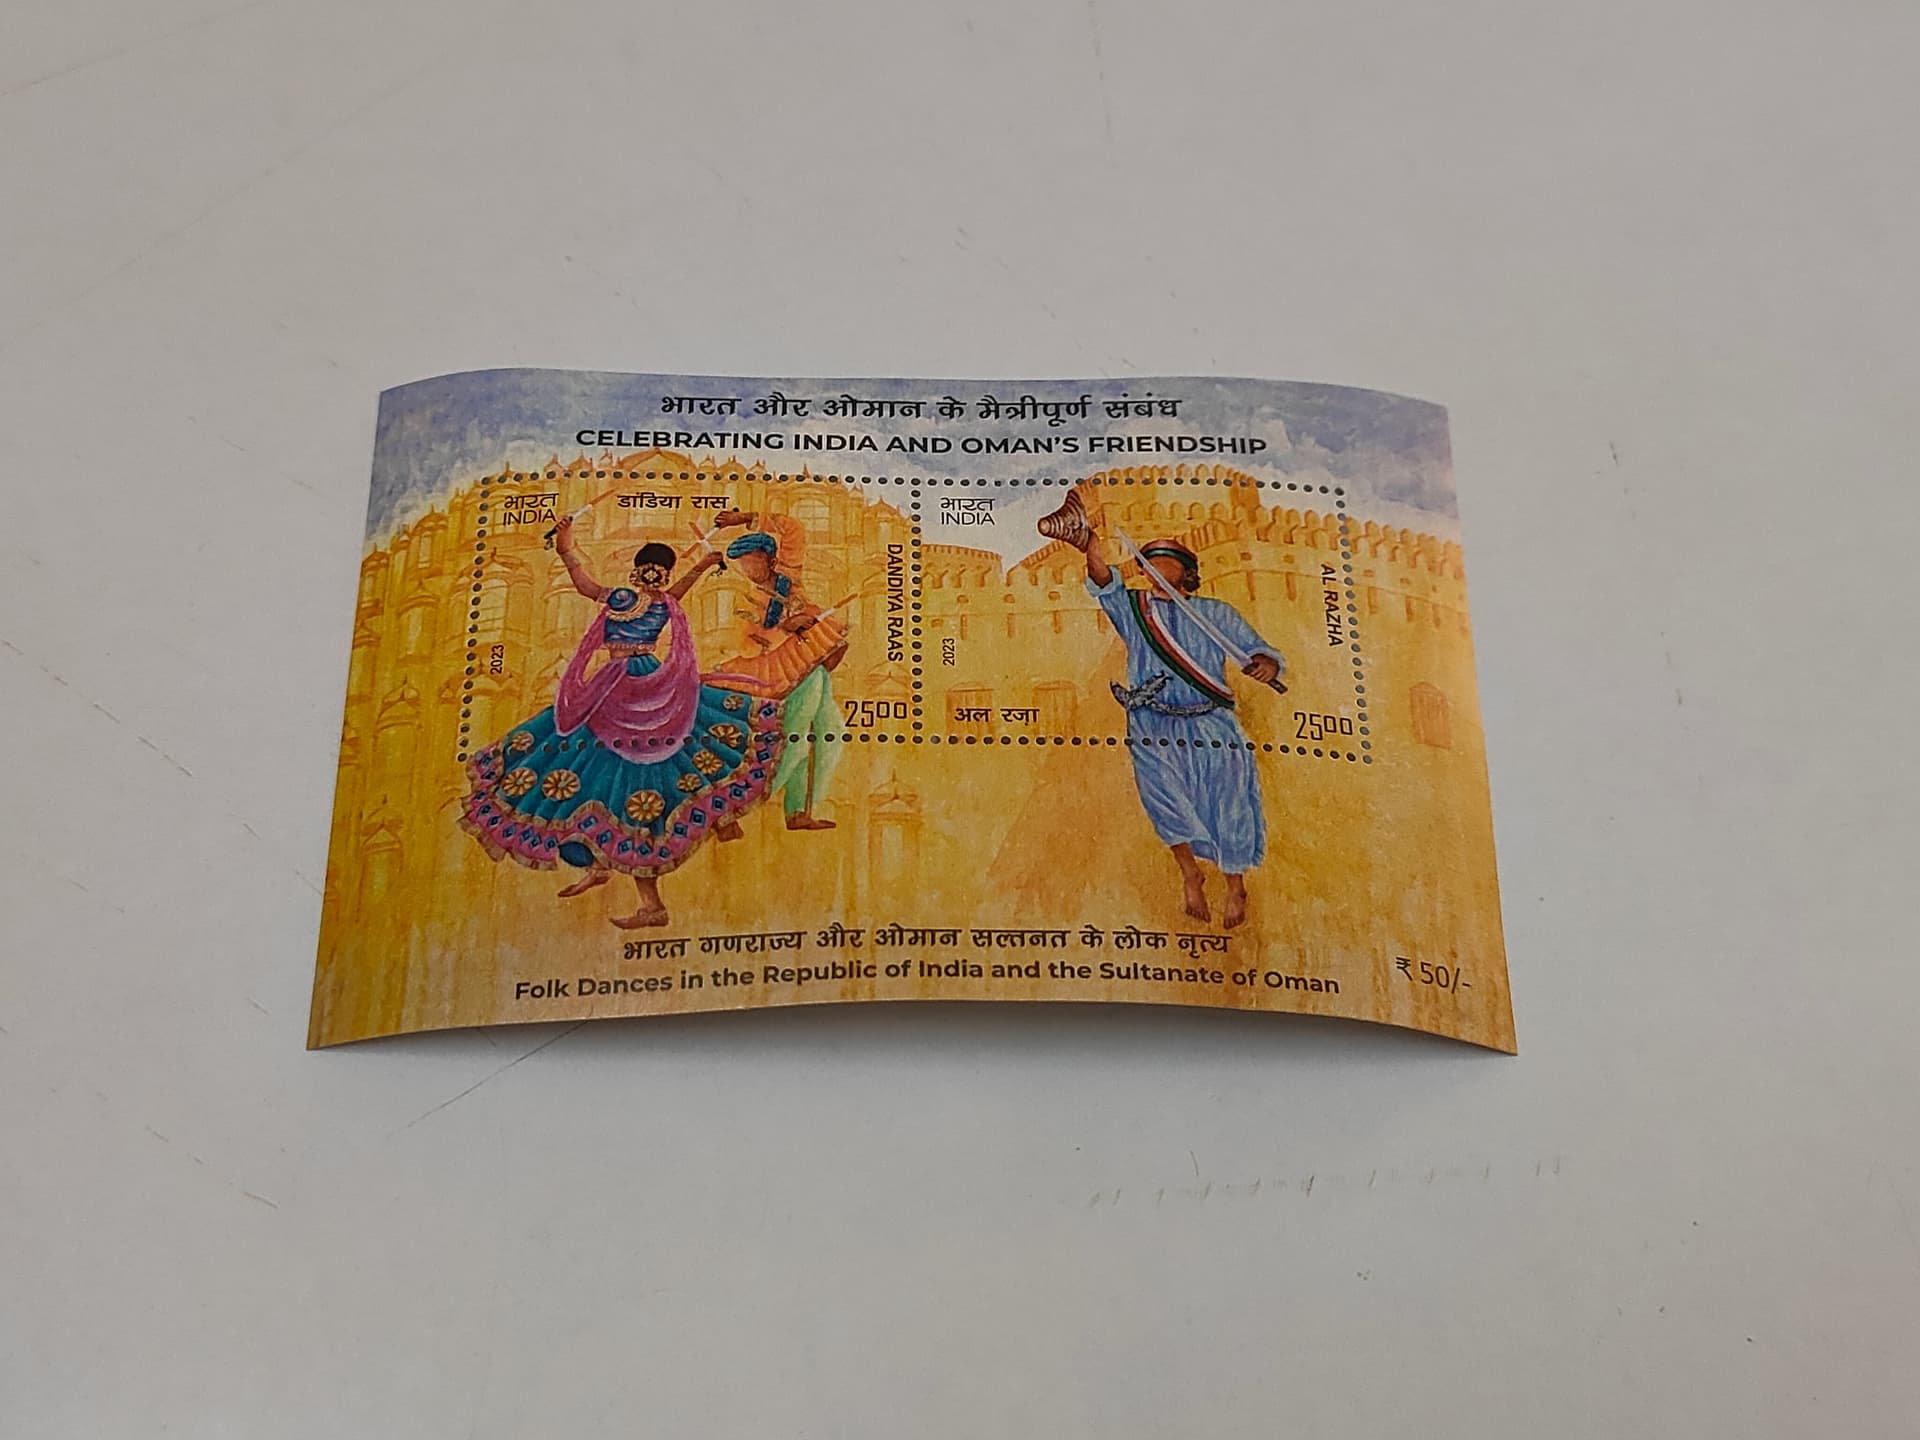 भारत और ओमान के मैत्रीपूर्ण संबंध
CELEBRATING INDIA AND OMAN'S FRIENDSHIP
भारत
INDIA
डांडिया रास
DANDIYA RAAS
2023
2500
भारत
INDIA
AL RAZHA
2023
अल रज़ा
2500
भारत गणराज्य और ओमान सल्तनत के लोक नृत्य
Folk Dances in the Republic of India and the Sultanate of Oman
₹ 50/-